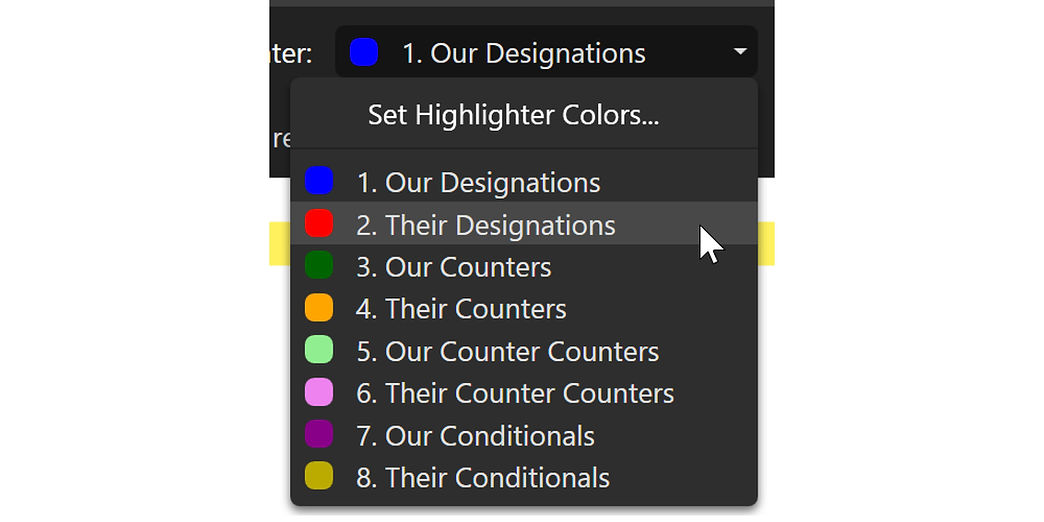 ter: 1. Our Designations
Set Highlighter Colors...
re
1. Our Designations
2. Their Designations
3. Our Counters
4. Their Counters
5. Our Counter Counters
6. Their Counter Counters
7. Our Conditionals
8. Their Conditionals